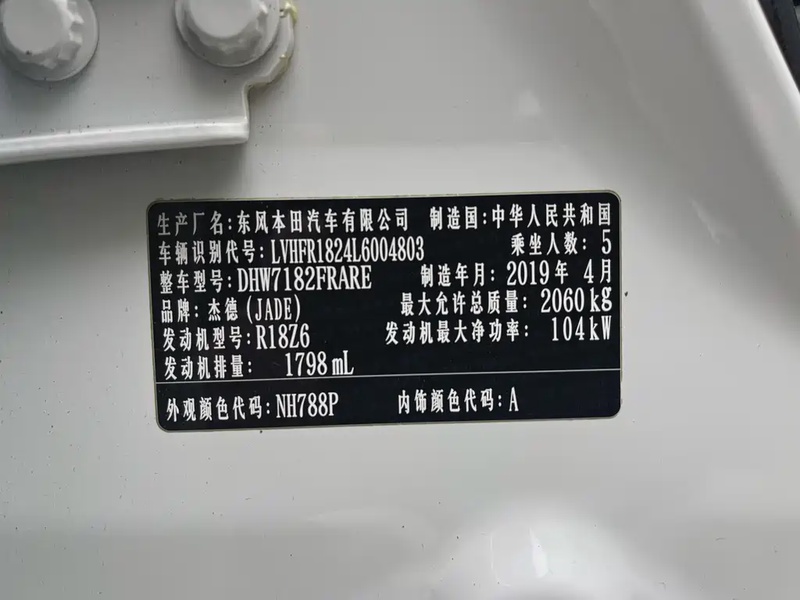 生产厂名:东风本田汽车有限公司 制造国:中华人民共和国
车辆识别代号:LVHFR1824L6004803 乘坐人数:5
整车型号:DHW7182FRARE 制造年月:2019年 4月
品牌:杰德(JADE) 最大允许总质量:2060kg
发动机型号:R18Z6 发动机最大净功率:104kW
发动机排量: 1798mL
外观颜色代码:NH788P 内饰颜色代码:A